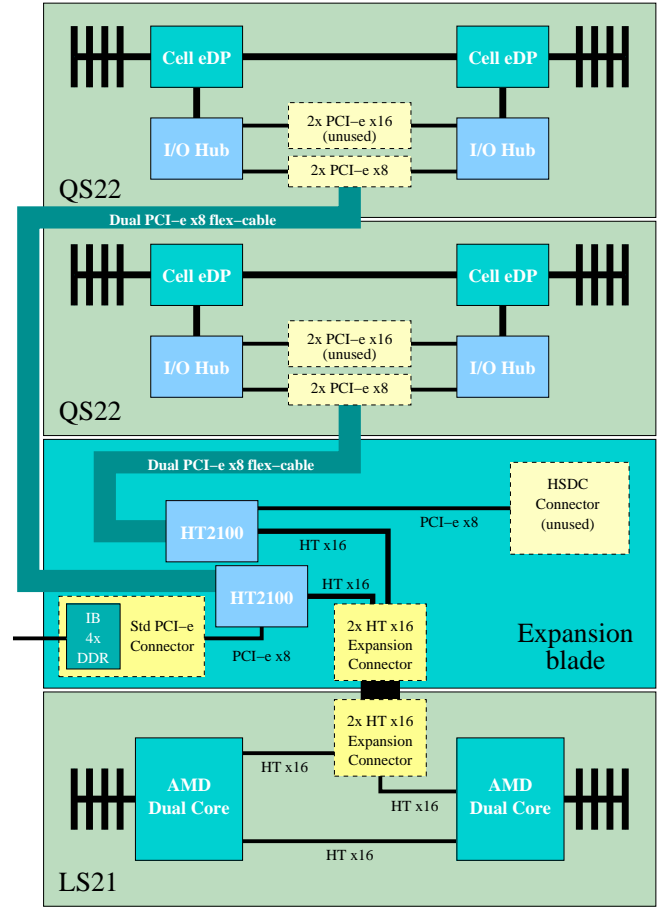 Cell eDP
Cell eDP
2x PCI–e x16
(unused)
I/O Hub
I/O Hub
2x PCI–e x8
QS22
Dual PCI–e x8 flex–cable
Cell eDP
Cell eDP
2x PCI–e x16
(unused)
I/O Hub
I/O Hub
2x PCI–e x8
QS22
Dual PCI–e x8 flex–cable
HSDC
Connector
(unused)
PCI–e x8
HT2100
HT x16
HT x16
HT2100
IB
4x
DDR
Std PCI–e
Connector
PCI–e x8
2x HT x16
Expansion
Connector
Expansion
blade
2x HT x16
Expansion
Connector
HT x16
AMD
Dual Core
AMD
Dual Core
HT x16
HT x16
LS21